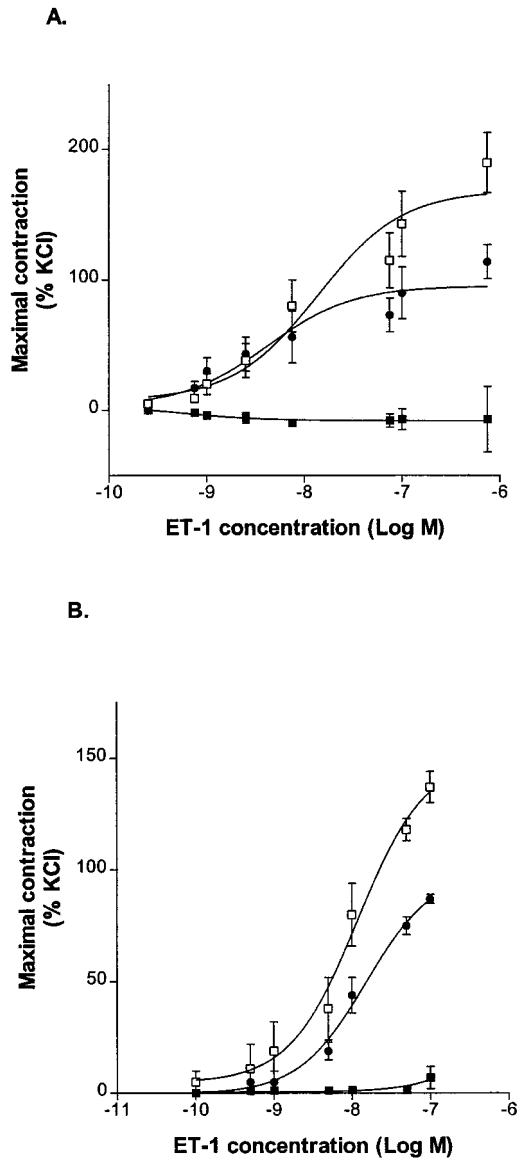 A.
200
100
0
Maximal contraction
(% KCl)
-10 -9 -8 -7 -6
ET-1 concentration (Log M)
B.
150
100
50
0
Maximal contraction
(% KCl)
-11 -10 -9 -8 -7 -6
ET-1 concentration (Log M)